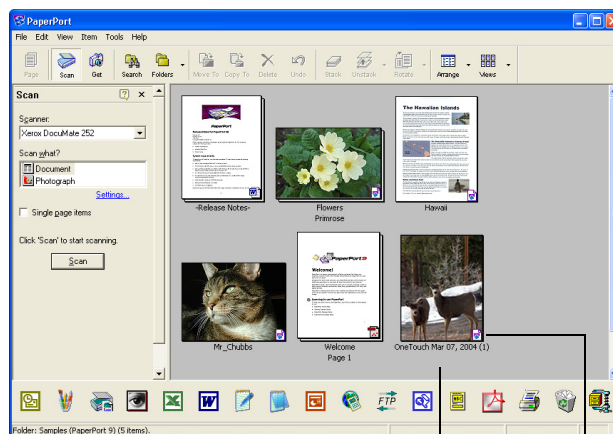 PaperPort
File Edit View Item Tools Help
Page Scan Get Search Folders Move To Copy To Delete Undo Stack Unstack Rotate Arrange Views
Scan
Scanner:
Xerox DocuMate 252
Scan what?
Document
Photograph
Settings...
Single page items
Click 'Scan' to start scanning.
Scan
PaperPort
-Release Notes-
Flowers
Primrose
The Hawaiian Islands
Hawaii
Mr_Chubbs
PaperPort 9
Welcome!
Welcome
Page 1
OneTouch Mar 07, 2004 (1)
FTP
Folder: Samples (PaperPort 9) (5 items).